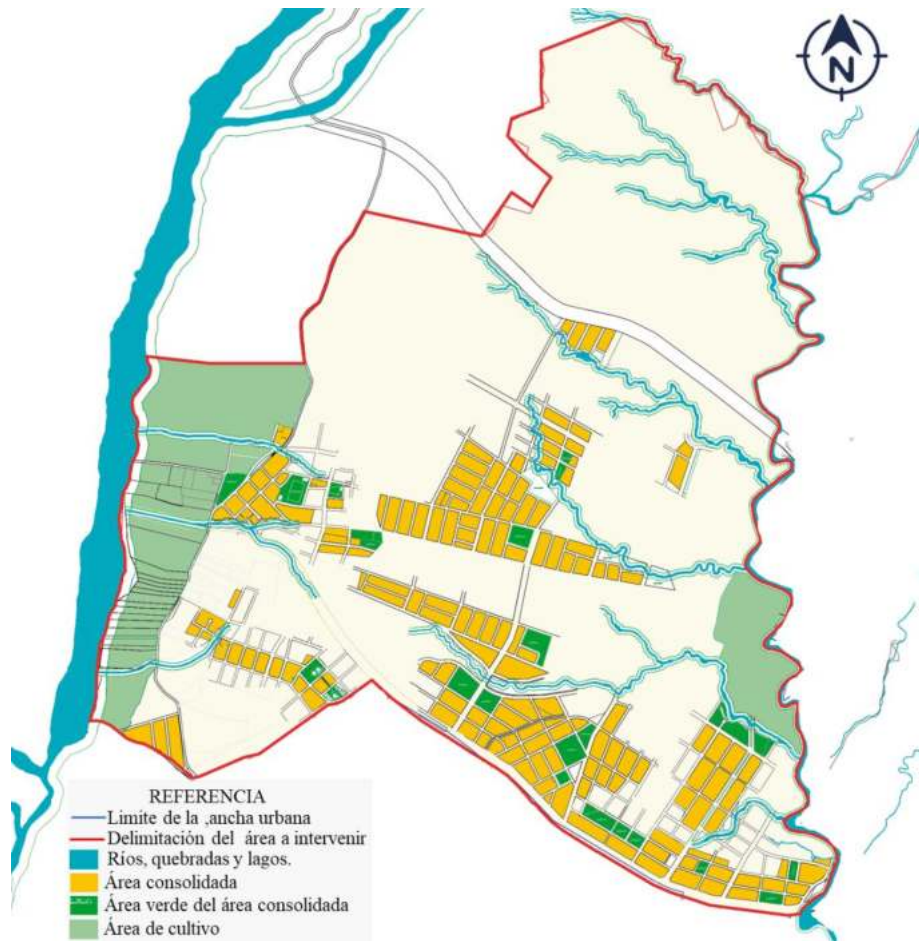 N
REFERENCIA
Limite de la ,ancha urbana
Delimitación del área a intervenir
Ríos, quebradas y lagos.
Área consolidada
Área verde del área consolidada
Área de cultivo